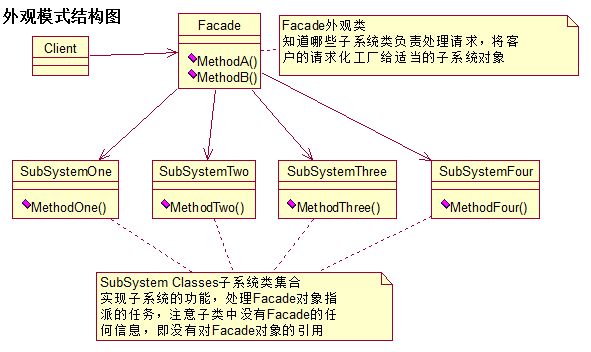 外观模式结构图
Client
Facade
MethodA()
MethodB()
Facade外观类
知道哪些子系统类负责处理请求，将客
户的请求化工厂给适当的子系统对象
SubSystemOne
MethodOne()
SubSystemTwo
MethodTwo()
SubSystemThree
MethodThree()
SubSystemFour
MethodFour()
SubSystem Classes子系统类集合
实现子系统的功能，处理Facade对象指
派的任务，注意子类中没有Facade的任
何信息，即没有对Facade对象的引用